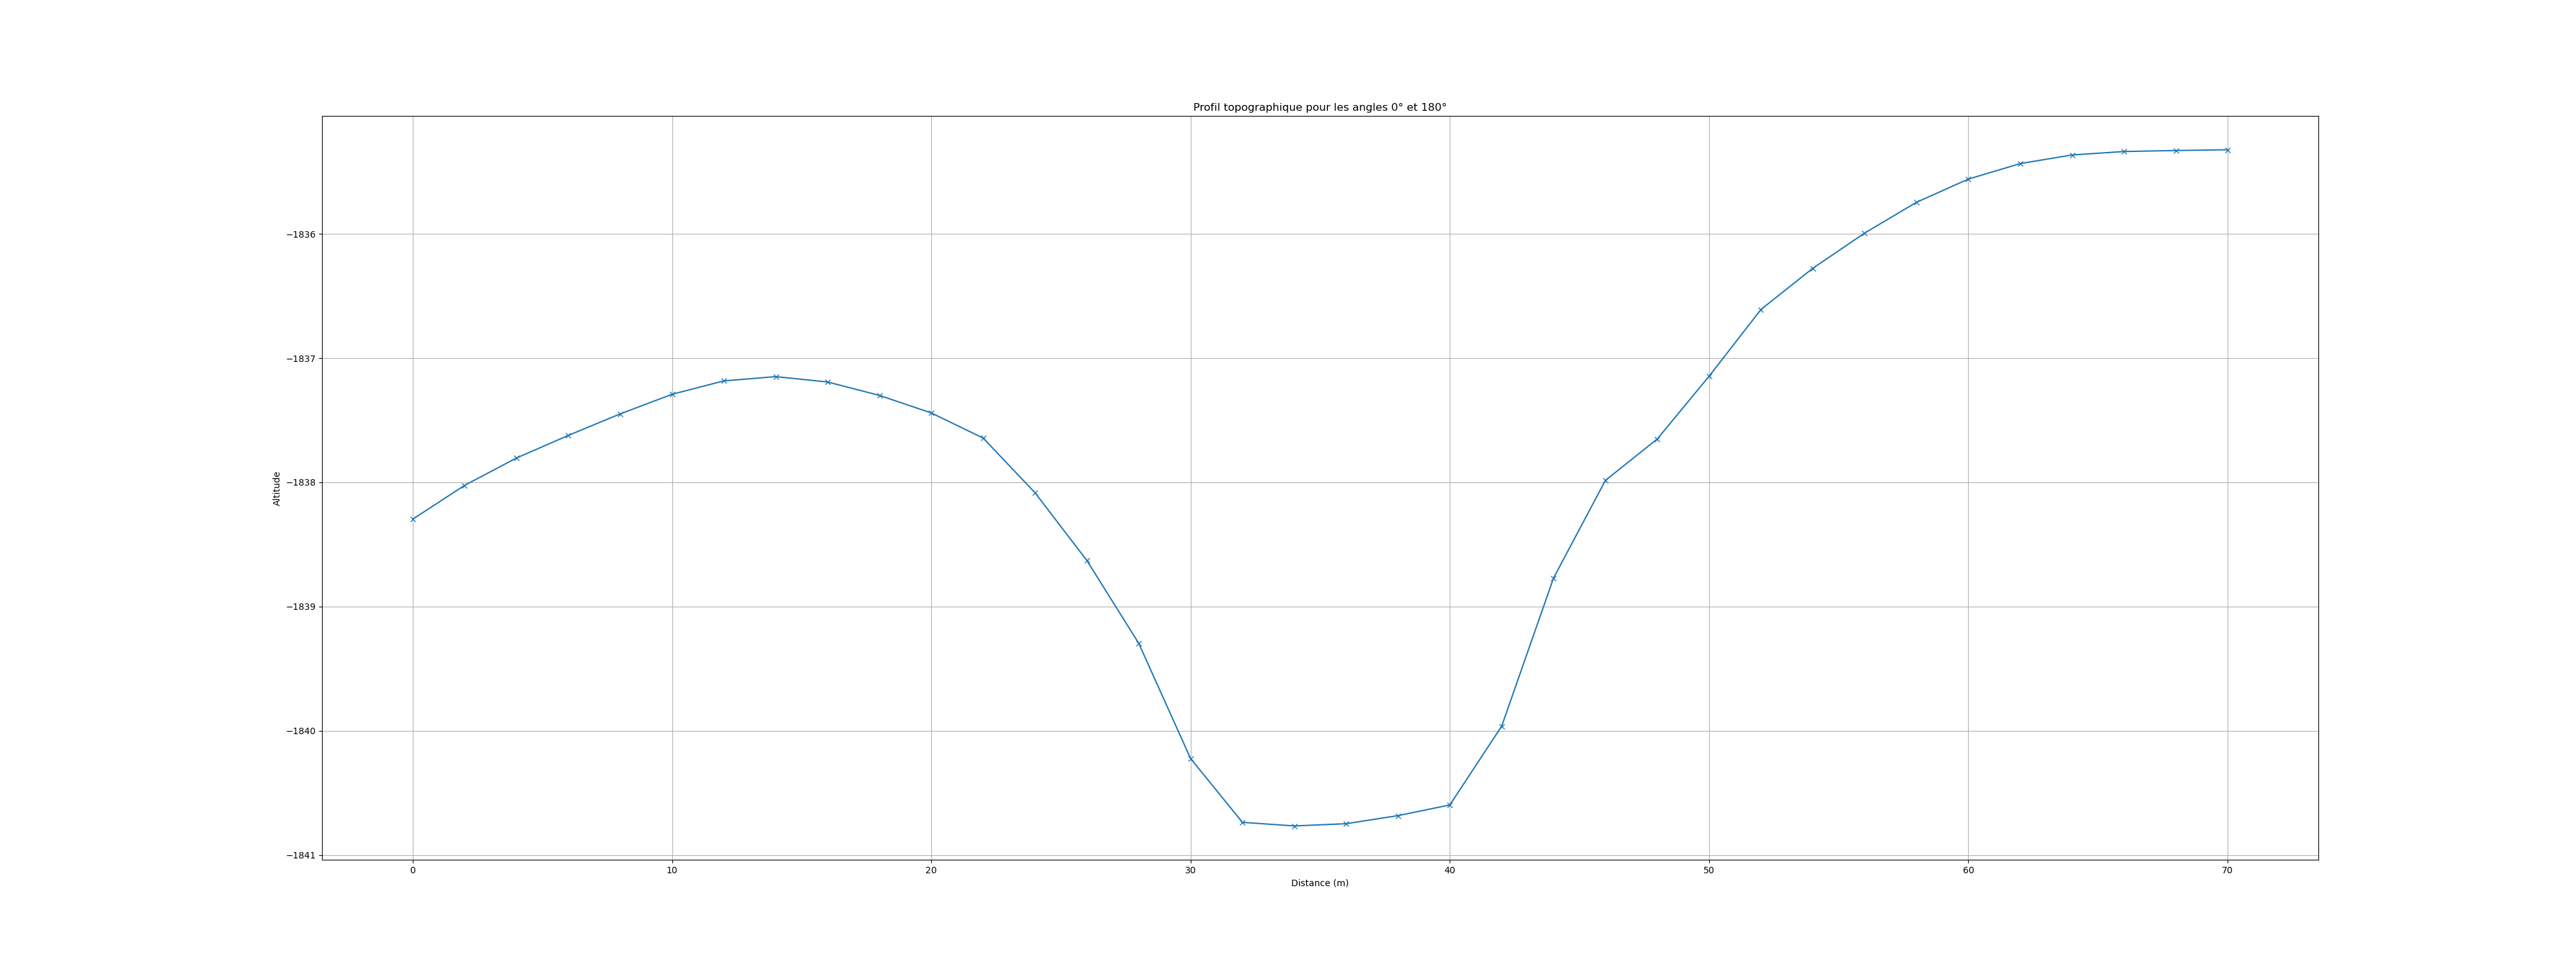 Profil topographique pour les angles 0° et 180°
Altitude
−1836
−1837
−1838
−1839
−1840
−1841
0 10 20 30 40 50 60 70
Distance (m)